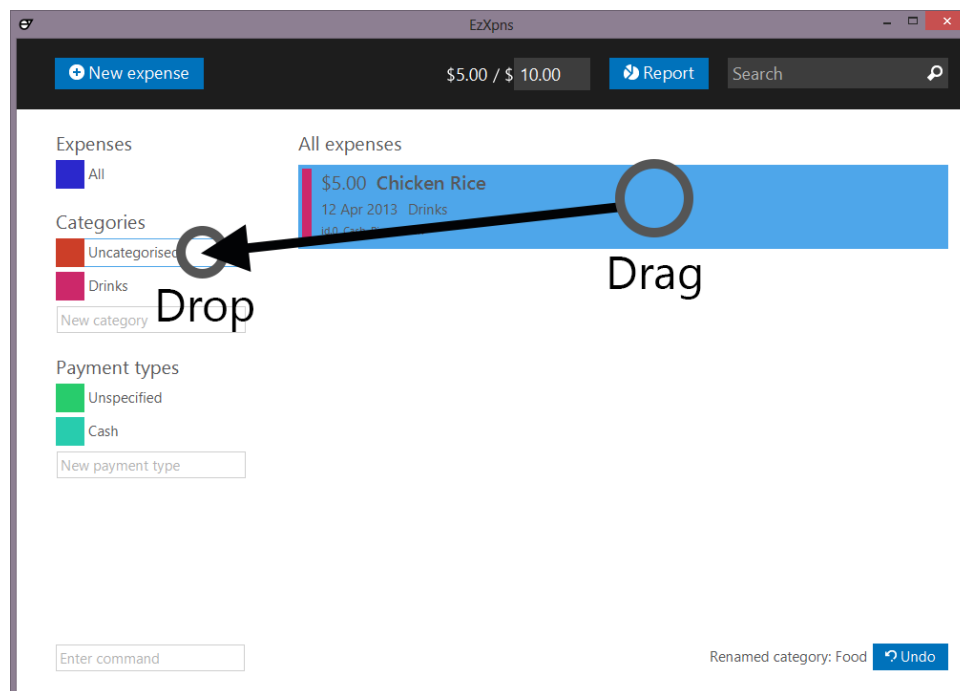 EzXpns
New expense
$5.00 / $ 10.00
Report
Search
Expenses
All
Categories
Uncategorised
Drinks
New category
Payment types
Unspecified
Cash
New payment type
All expenses
$5.00 Chicken Rice
12 Apr 2013 Drinks
Drag
Drop
Enter command
Renamed category: Food
Undo